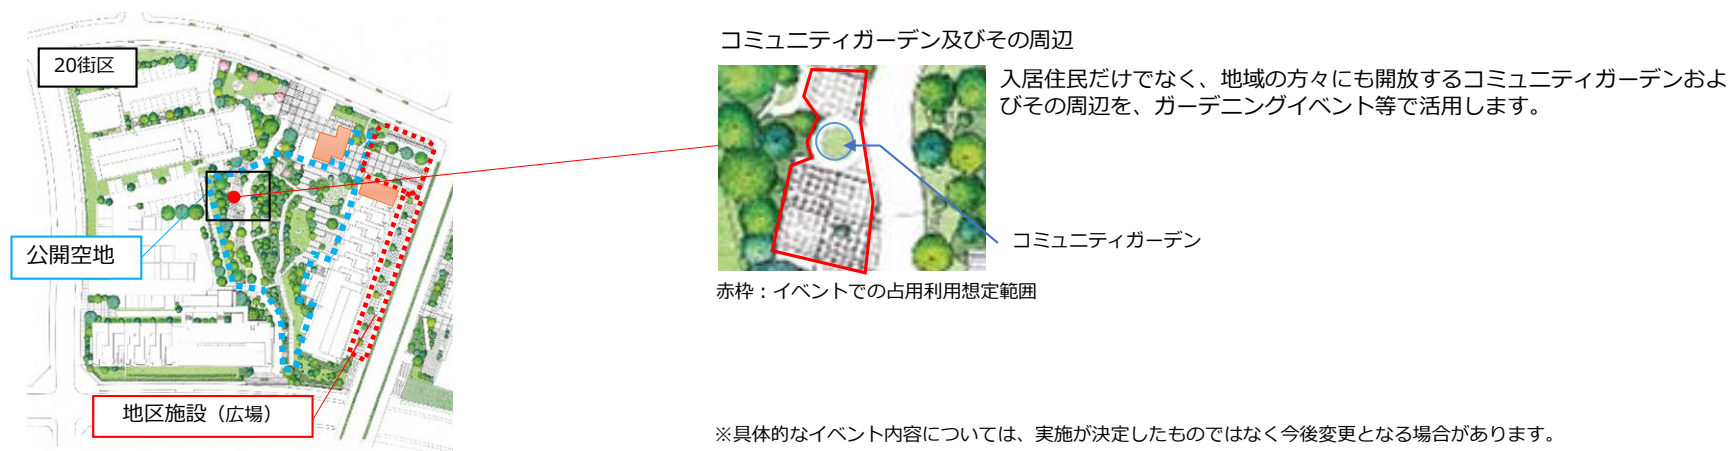 20街区
公開空地
地区施設（広場）
コミュニティガーデン及びその周辺
入居住民だけでなく、地域の方々にも開放するコミュニティガーデンおよ
びその周辺を、ガーデニングイベント等で活用します。
コミュニティガーデン
赤枠：イベントでの占用利用想定範囲
※具体的なイベント内容については、実施が決定したものではなく今後変更となる場合があります。